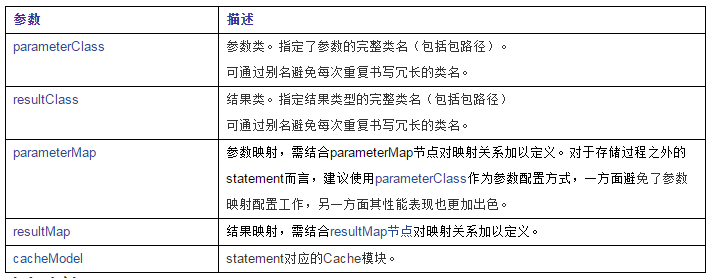 参数 描述
parameterClass 参数类。指定了参数的完整类名（包括包路径）。
可通过别名避免每次重复书写冗长的类名。
resultClass 结果类。指定结果类型的完整类名（包括包路径）
可通过别名避免每次重复书写冗长的类名。
parameterMap 参数映射，需结合parameterMap节点对映射关系加以定义。对于存储过程之外的
statement而言，建议使用parameterClass作为参数配置方式，一方面避免了参数
映射配置工作，另一方面其性能表现也更加出色。
resultMap 结果映射，需结合resultMap节点对映射关系加以定义。
cacheModel statement对应的Cache模块。